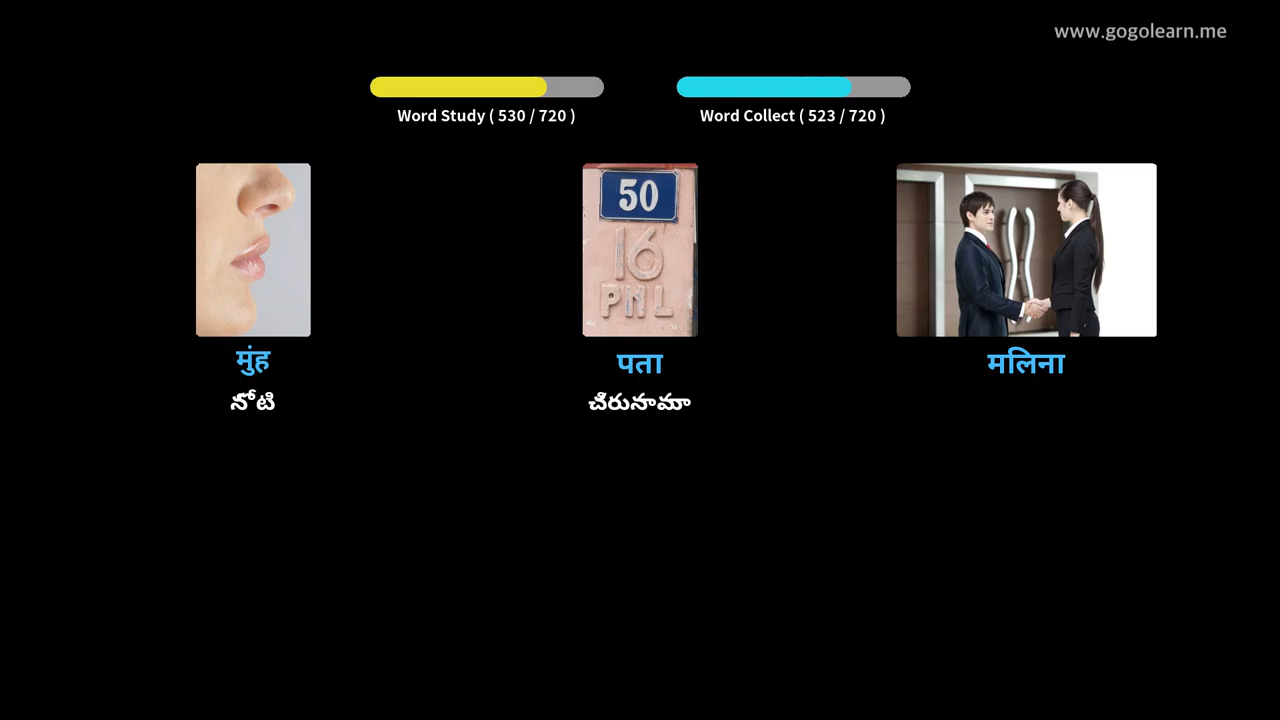 www.gogolearn.me
Word Study ( 530 / 720 )
Word Collect ( 523 / 720 )
50
16
PNL
मुंह
पता
मलिना
నోటి
చిరునామా